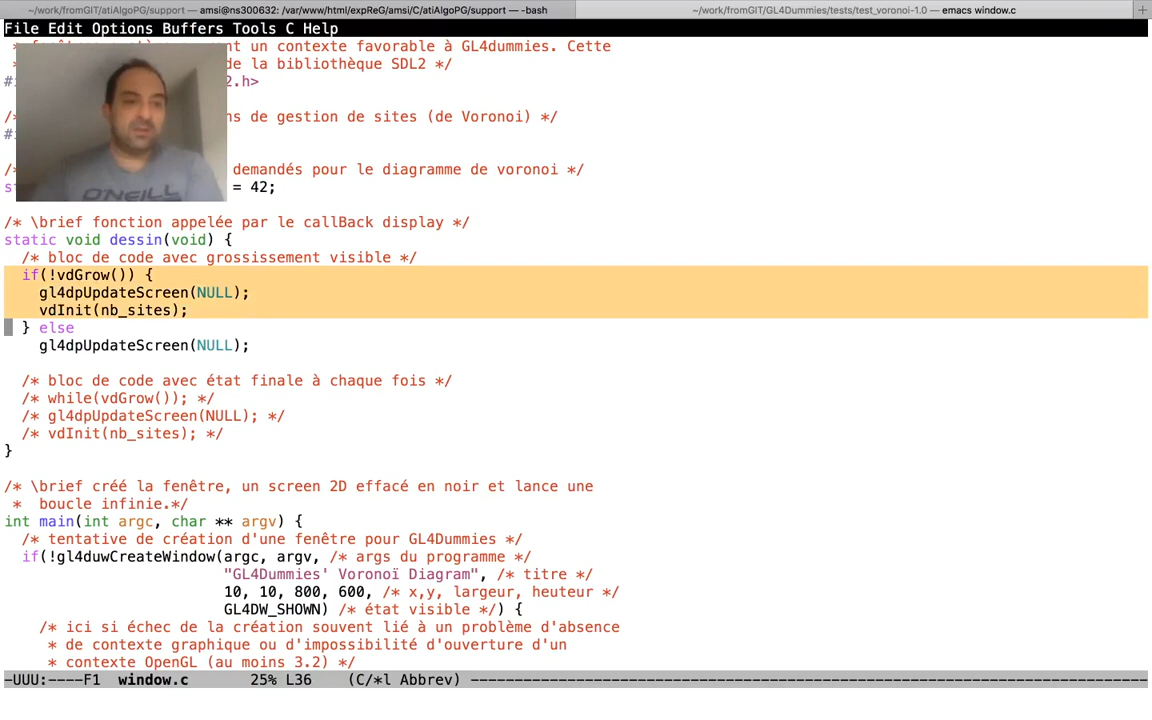 ~/work/fromGIT/atiAlgoPG/support — amsi@ns300632: /var/www/html/expReG/amsi/C/atiAlgoPG/support — -bash
~/work/fromGIT/GL4Dummies/tests/test_voronoi-1.0 — emacs window.c
File Edit Options Buffers Tools C Help
un contexte favorable à GL4dummies. Cette
de la bibliothèque SDL2 */
2.h>
ns de gestion de sites (de Voronoi) */
demandés pour le diagramme de voronoi */
= 42;
O'NEILL
/* \brief fonction appelée par le callBack display */
static void dessin(void) {
/* bloc de code avec grossissement visible */
if(!vdGrow()) {
gl4dpUpdateScreen(NULL);
vdInit(nb_sites);
} else
gl4dpUpdateScreen(NULL);
/* bloc de code avec état finale à chaque fois */
/* while(vdGrow()); */
/* gl4dpUpdateScreen(NULL); */
/* vdInit(nb_sites); */
}
/* \brief créé la fenêtre, un screen 2D effacé en noir et lance une
* boucle infinie.*/
int main(int argc, char ** argv) {
/* tentative de création d'une fenêtre pour GL4Dummies */
if(!gl4duwCreateWindow(argc, argv, /* args du programme */
"GL4Dummies' Voronoï Diagram", /* titre */
10, 10, 800, 600, /* x,y, largeur, heuteur */
GL4DW_SHOWN) /* état visible */) {
/* ici si échec de la création souvent lié à un problème d'absence
* de contexte graphique ou d'impossibilité d'ouverture d'un
* contexte OpenGL (au moins 3.2) */
-UUU:----F1 window.c 25% L36 (C/*l Abbrev)